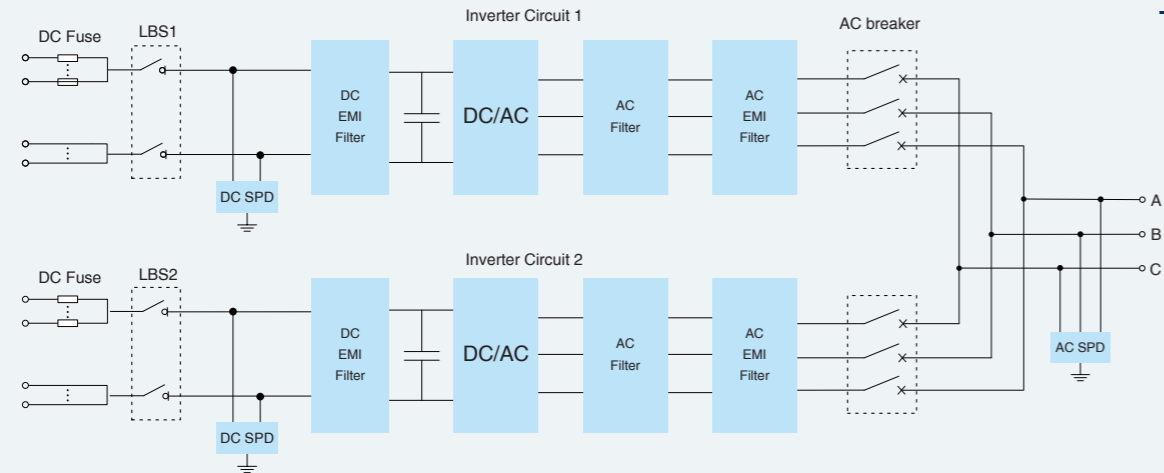 Inverter Circuit 1
DC Fuse
LBS1
AC breaker
DC
EMI
Filter
DC/AC
AC
Filter
AC
EMI
Filter
DC SPD
A
B
C
Inverter Circuit 2
DC Fuse
LBS2
DC
EMI
Filter
DC/AC
AC
Filter
AC
EMI
Filter
AC SPD
DC SPD